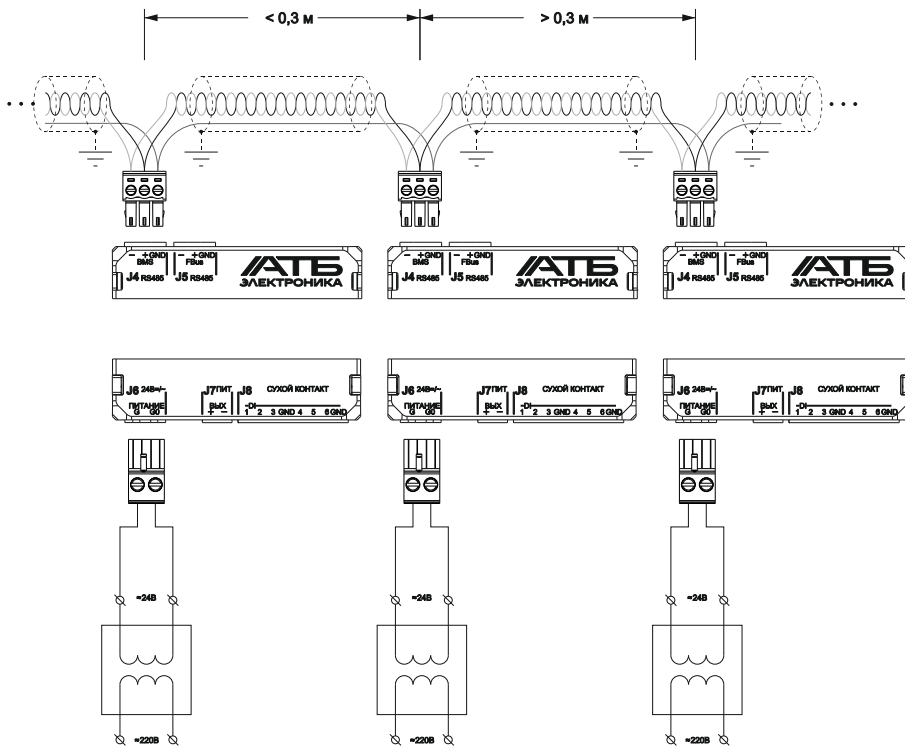 < 0,3 м > 0,3 м
− + GND − + GND
BMS FBus
J4 RS485 J5 RS485
АТБ
ЭЛЕКТРОНИКА
− + GND − + GND
BMS FBus
J4 RS485 J5 RS485
АТБ
ЭЛЕКТРОНИКА
− + GND − + GND
BMS FBus
J4 RS485 J5 RS485
АТБ
ЭЛЕКТРОНИКА
J6 24В=/~ J7 ПИТ J8 СУХОЙ КОНТАКТ
ПИТАНИЕ ВЫХ -DI
G G0 + − 1 2 3 GND 4 5 6 GND
J6 24В=/~ J7 ПИТ J8 СУХОЙ КОНТАКТ
ПИТАНИЕ ВЫХ -DI
G G0 + − 1 2 3 GND 4 5 6 GND
J6 24В=/~ J7 ПИТ J8 СУХОЙ КОНТАКТ
ПИТАНИЕ ВЫХ -DI
G G0 + − 1 2 3 GND 4 5 6 GND
≈24В ≈24В ≈24В
≈220В ≈220В ≈220В